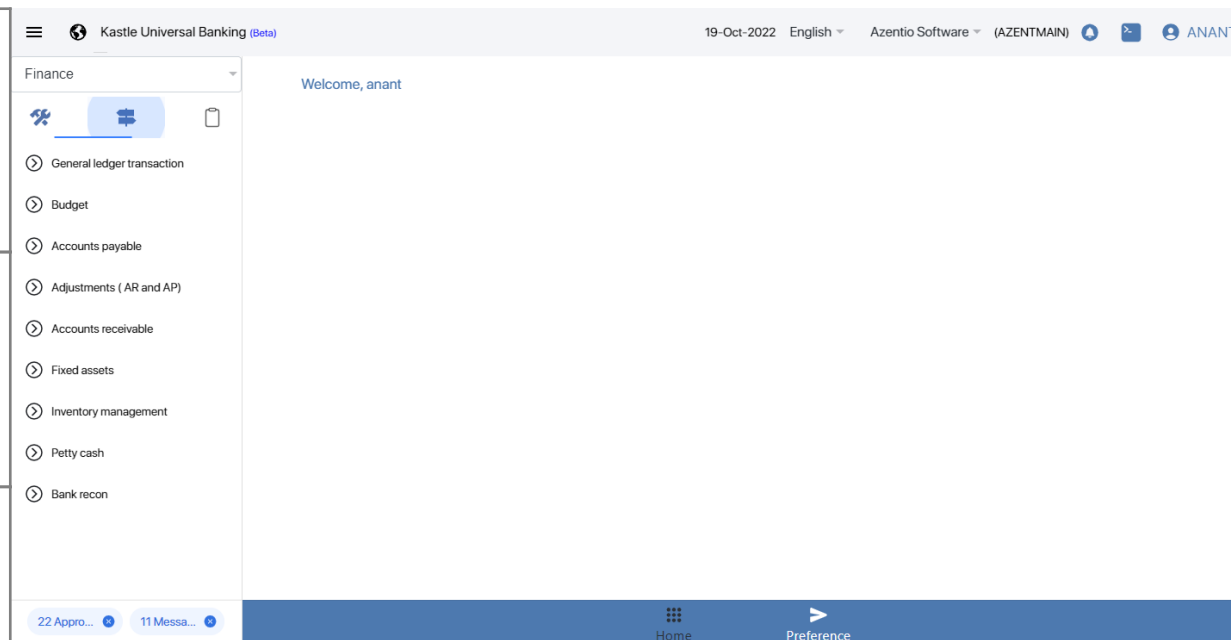 Kastle Universal Banking (Beta)
19-Oct-2022 English Azentio Software (AZENTMAIN) ANANT
Finance
Welcome, anant
General ledger transaction
Budget
Accounts payable
Adjustments ( AR and AP)
Accounts receivable
Fixed assets
Inventory management
Petty cash
Bank recon
22 Appro... 11 Messa...
Home Preference